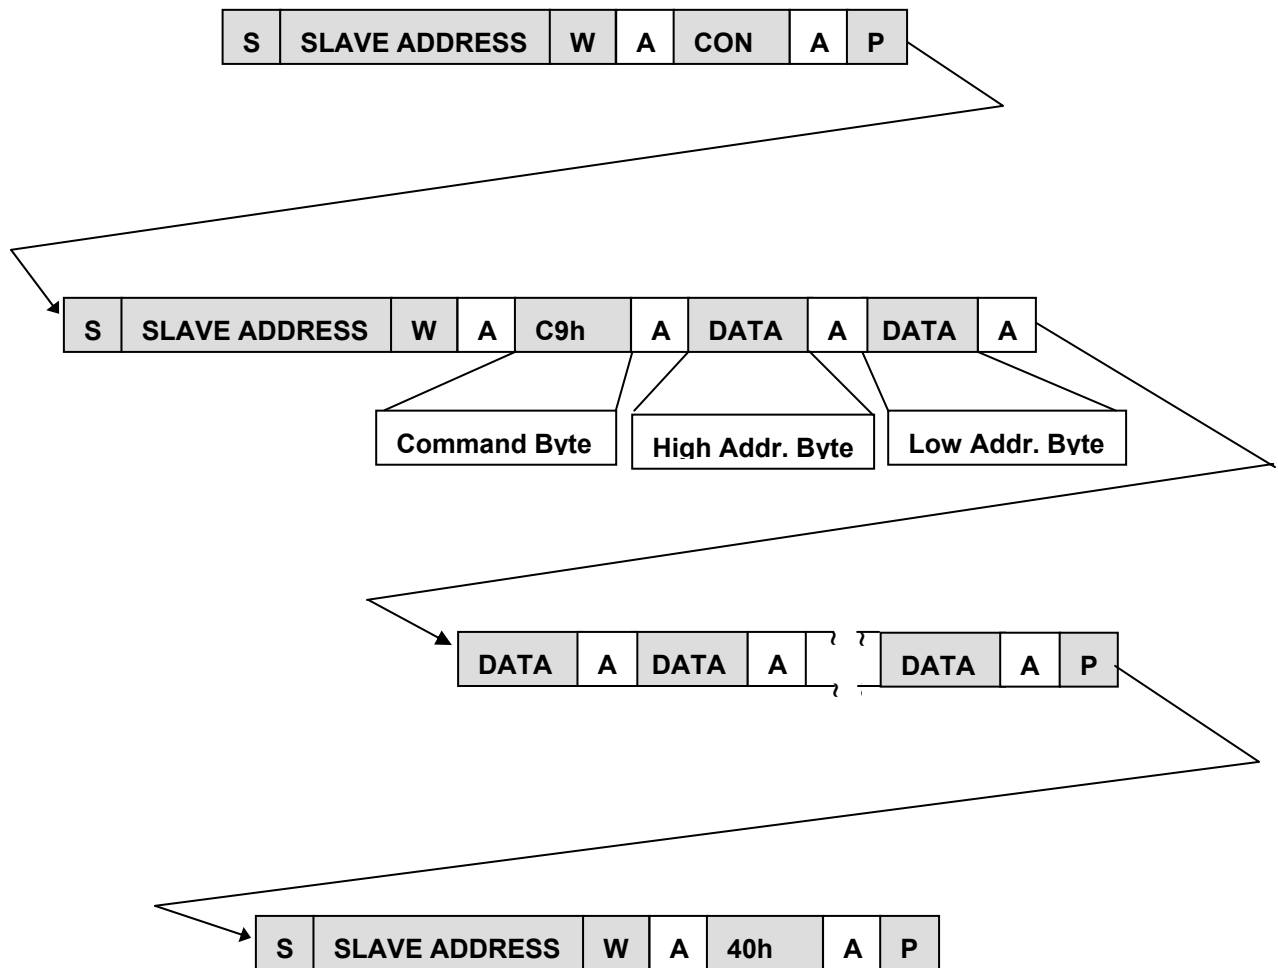 S SLAVE ADDRESS W A CON A P
S SLAVE ADDRESS W A C9h A DATA A DATA A
Command Byte High Addr. Byte Low Addr. Byte
DATA A DATA A DATA A P
S SLAVE ADDRESS W A 40h A P